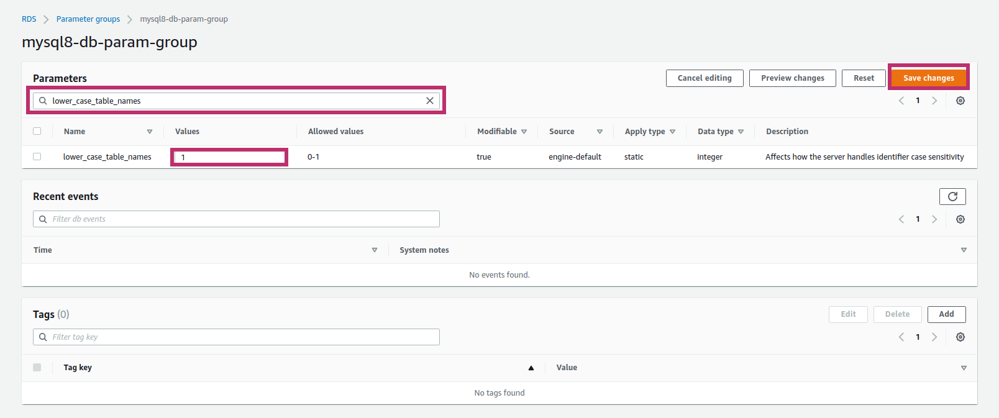 RDS > Parameter groups > mysql8-db-param-group
mysql8-db-param-group
Parameters
Cancel editing Preview changes Reset Save changes
lower_case_table_names
1
Name Values Allowed values Modifiable Source Apply type Data type Description
lower_case_table_names 1 0-1 true engine-default static integer Affects how the server handles identifier case sensitivity
Recent events
Filter db events
1
Time System notes
No events found.
Tags (0)
Edit Delete Add
Filter tag key
1
Tag key Value
No tags found